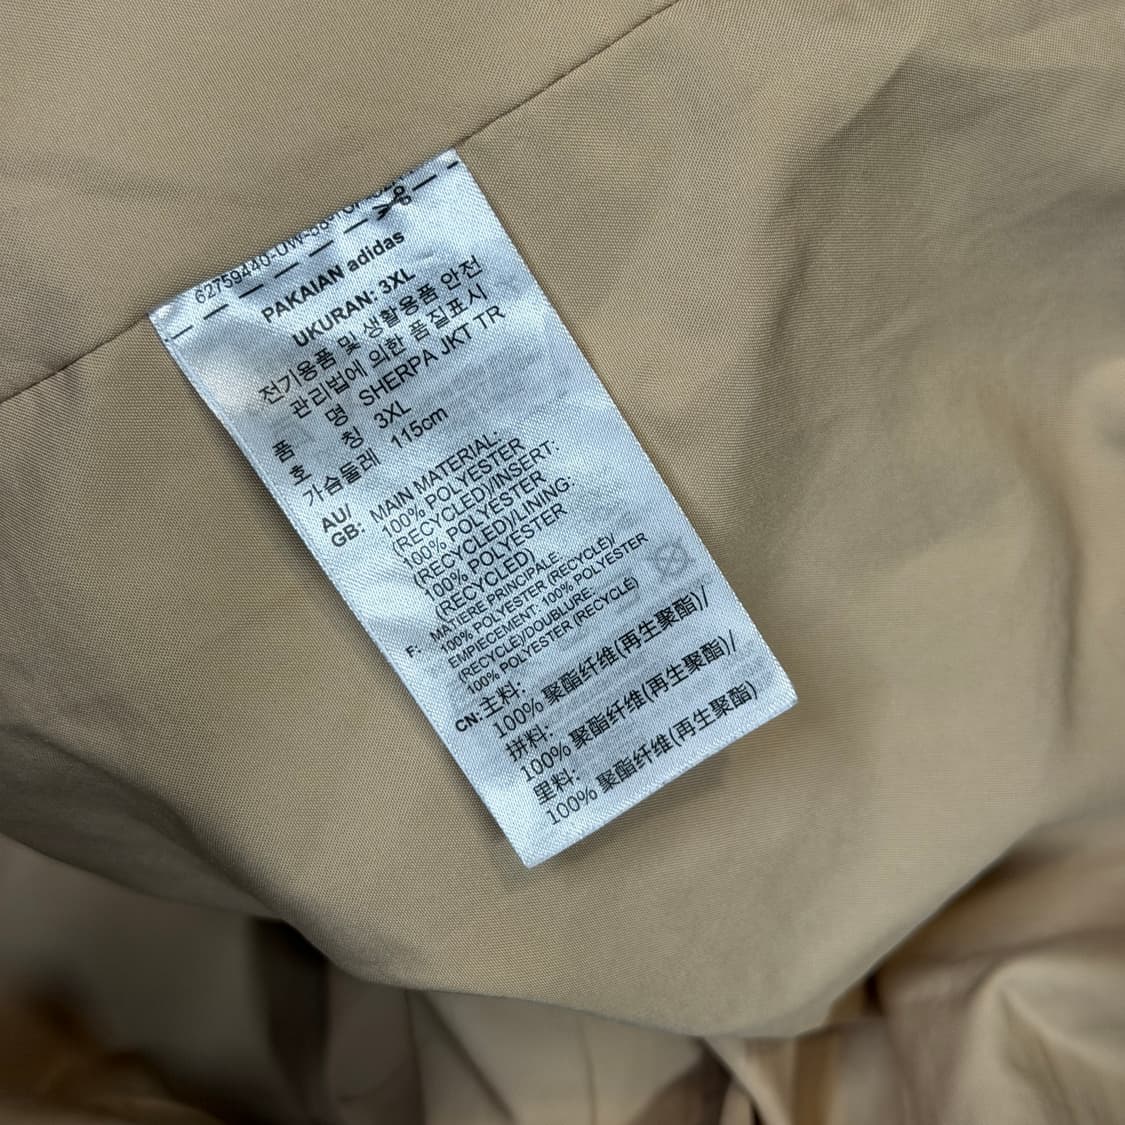 PAKAIAN adidas
UKURAN: 3XL
전기용품 및 생활용품 안전
관리법에 의한 품질표시
품 명 SHERPA JKT TR
호 칭 3XL
가슴둘레 115cm
AU/
GB: MAIN MATERIAL:
100% POLYESTER
(RECYCLED)/INSERT:
100% POLYESTER
(RECYCLED)/LINING:
100% POLYESTER
(RECYCLED)
F: MATIERE PRINCIPALE:
100% POLYESTER (RECYCLÉ)/
EMPIECEMENT: 100% POLYESTER
(RECYCLÉ)/DOUBLURE:
100% POLYESTER (RECYCLÉ)
CN: 主料:
100% 聚酯纤维(再生聚酯)/
拼料:
100% 聚酯纤维(再生聚酯)/
里料:
100% 聚酯纤维(再生聚酯)